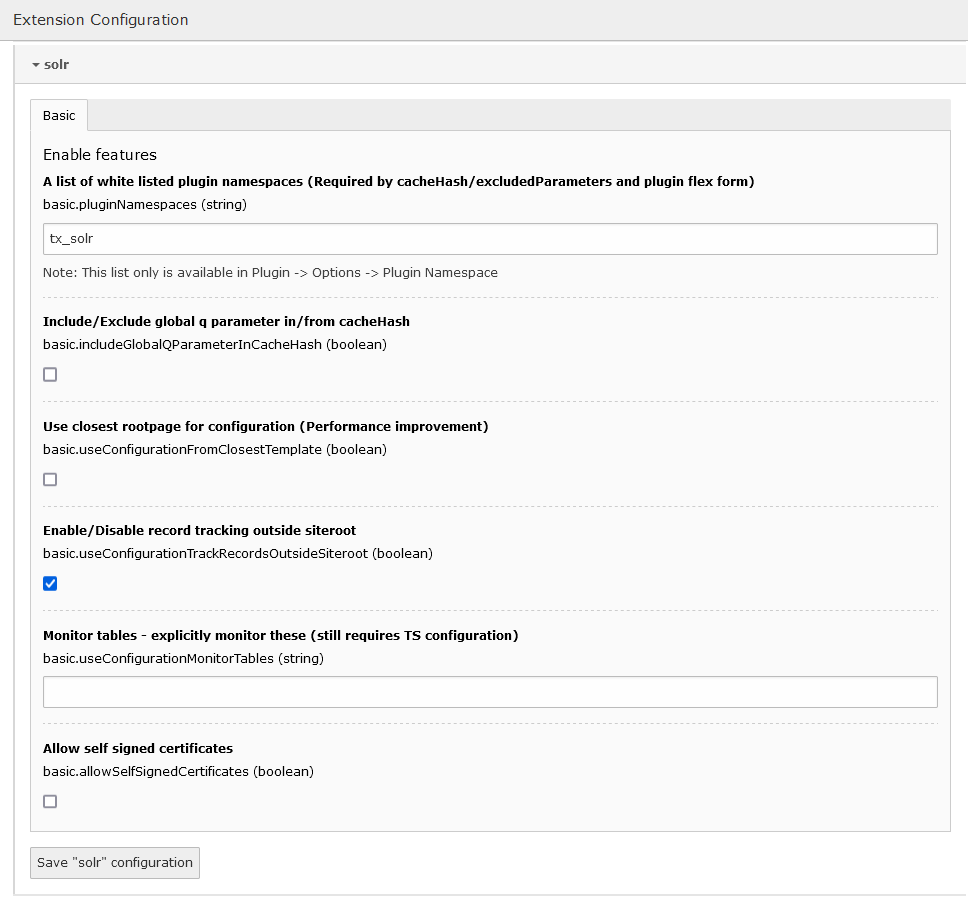 Extension Configuration
solr
Basic
Enable features
A list of white listed plugin namespaces (Required by cacheHash/excludedParameters and plugin flex form)
basic.pluginNamespaces (string)
tx_solr
Note: This list only is available in Plugin -> Options -> Plugin Namespace
Include/Exclude global q parameter in/from cacheHash
basic.includeGlobalQParameterInCacheHash (boolean)
Use closest rootpage for configuration (Performance improvement)
basic.useConfigurationFromClosestTemplate (boolean)
Enable/Disable record tracking outside siteroot
basic.useConfigurationTrackRecordsOutsideSiteroot (boolean)
Monitor tables - explicitly monitor these (still requires TS configuration)
basic.useConfigurationMonitorTables (string)
Allow self signed certificates
basic.allowSelfSignedCertificates (boolean)
Save "solr" configuration